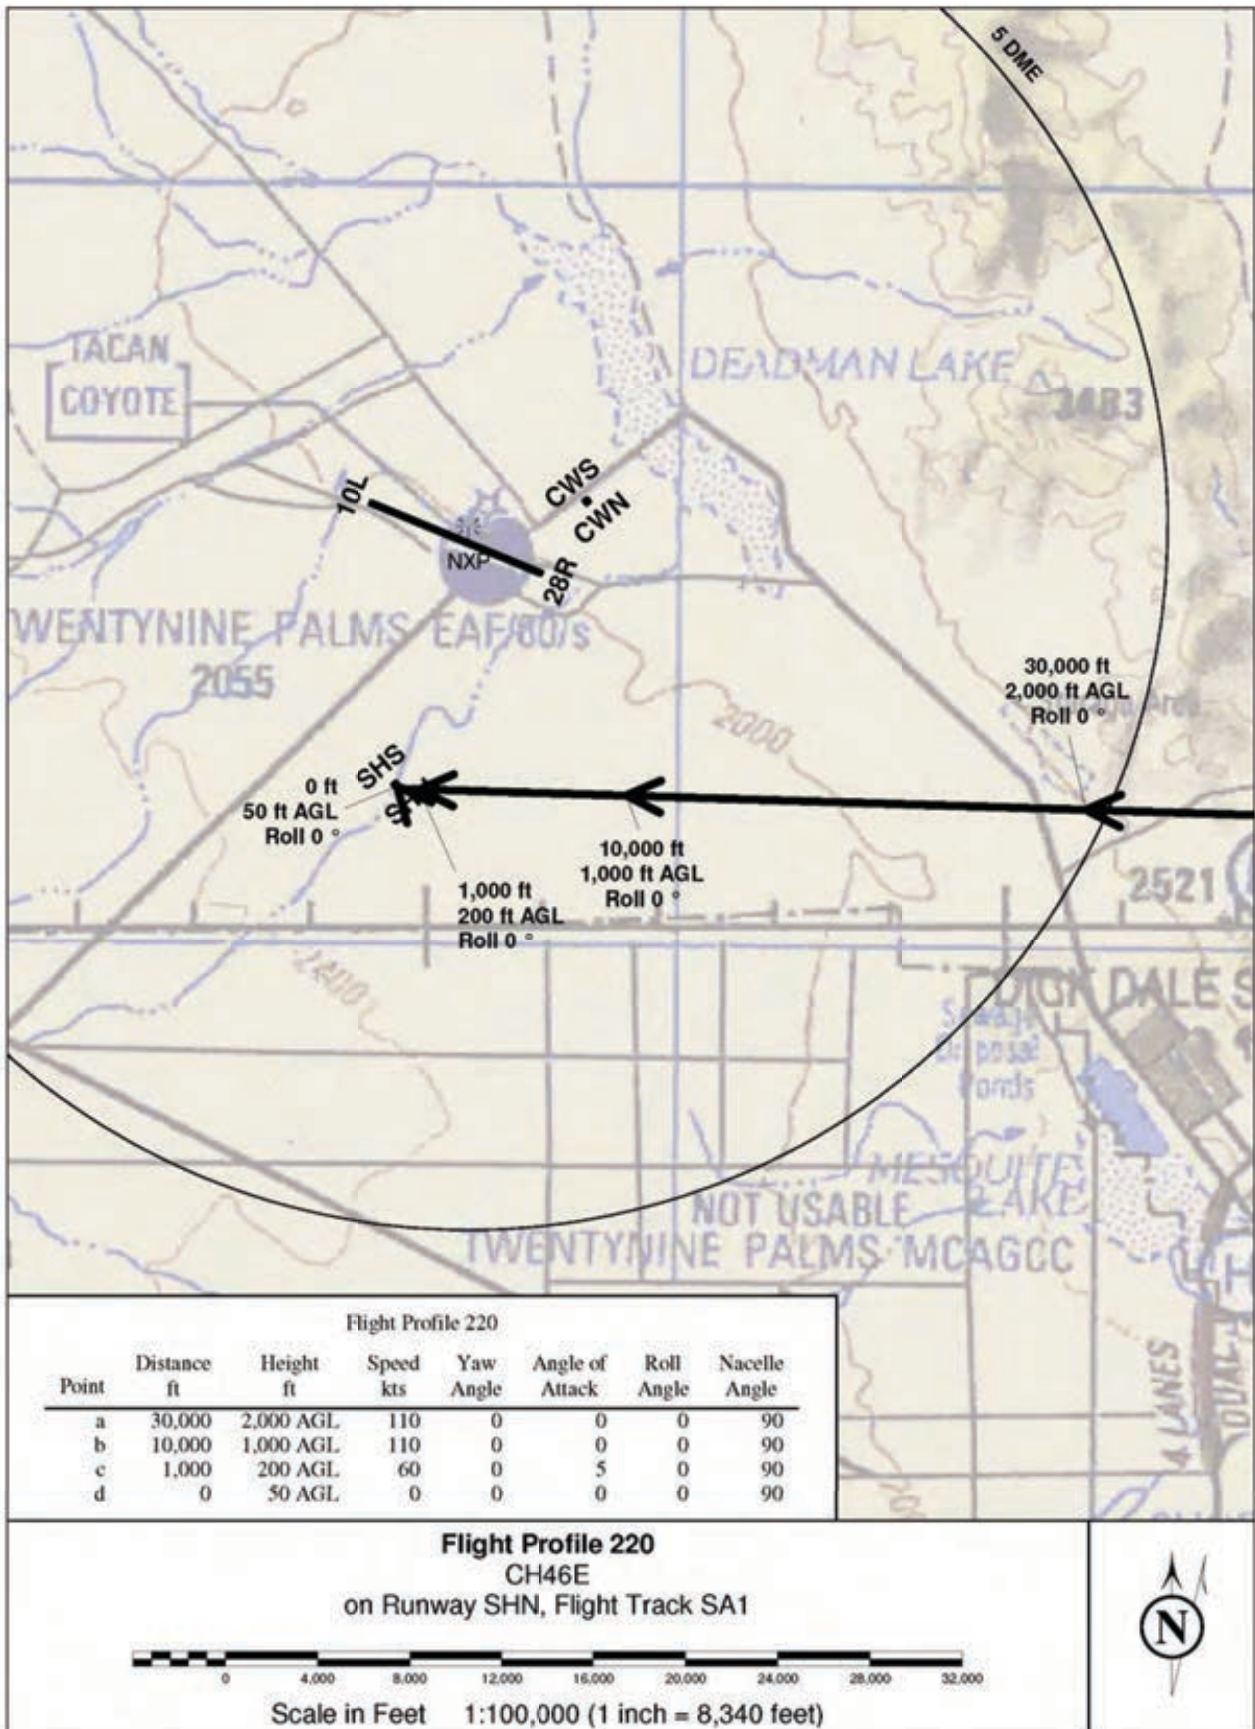 5 DME
TACAN
COYOTE
DEADMAN LAKE
3483
10L
CWS
CWN
NXP
28R
WENTYNINE PALMS EAF/80/s
2055
30,000 ft
2,000 ft AGL
Roll 0 °
2000
SHS
0 ft
50 ft AGL
Roll 0 °
10,000 ft
1,000 ft AGL
Roll 0 °
1,000 ft
200 ft AGL
Roll 0 °
2521
2400
DICK DALE S
Sewage
Disposal
Ponds
MESQUITE
LAKE
NOT USABLE
TWENTYNINE PALMS MCAGCC
4 LANES
DUAL
Flight Profile 220
Distance Height Speed Yaw Angle of Roll Nacelle
Point ft ft kts Angle Attack Angle Angle
a 30,000 2,000 AGL 110 0 0 0 90
b 10,000 1,000 AGL 110 0 0 0 90
c 1,000 200 AGL 60 0 5 0 90
d 0 50 AGL 0 0 0 0 90
Flight Profile 220
CH46E
on Runway SHN, Flight Track SA1
0 4,000 8,000 12,000 16,000 20,000 24,000 28,000 32,000
Scale in Feet 1:100,000 (1 inch = 8,340 feet)
N